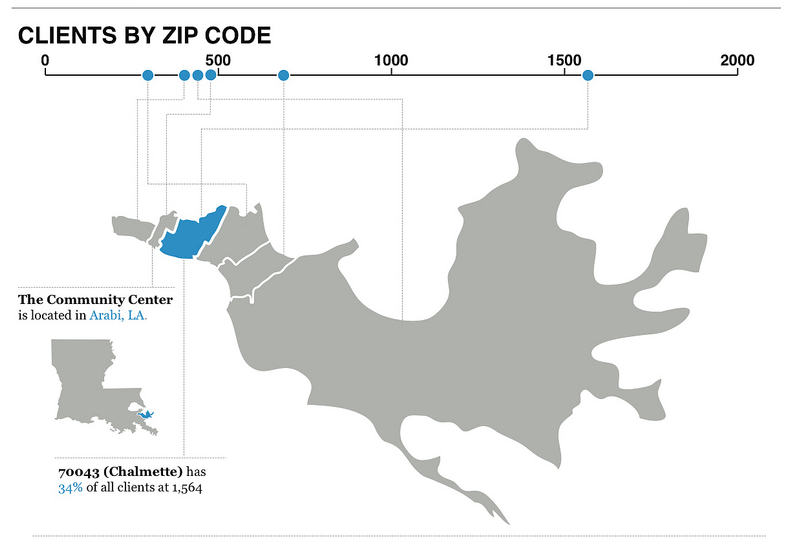 CLIENTS BY ZIP CODE
0 500 1000 1500 2000
The Community Center
is located in Arabi, LA.
70043 (Chalmette) has
34% of all clients at 1,564